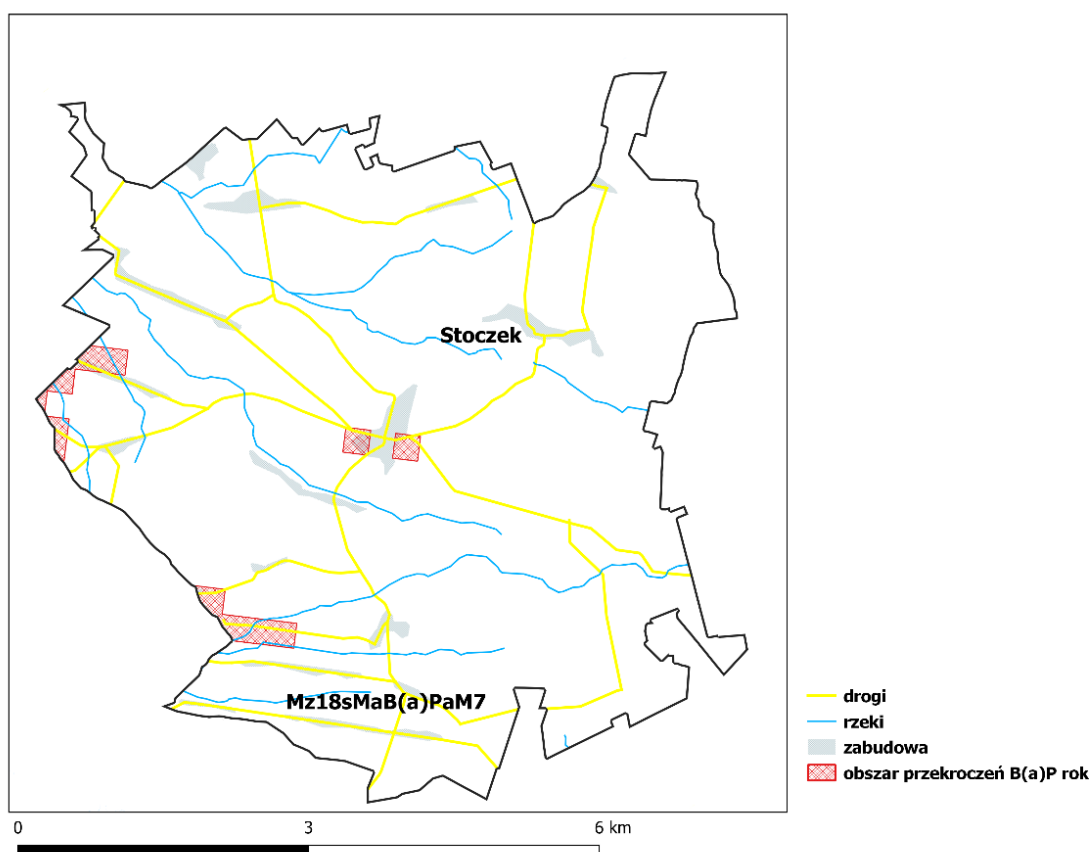 Stoczek
Mz18sMaB(a)PaM7
drogi
rzeki
zabudowa
obszar przekroczeń B(a)P rok
0 3 6 km